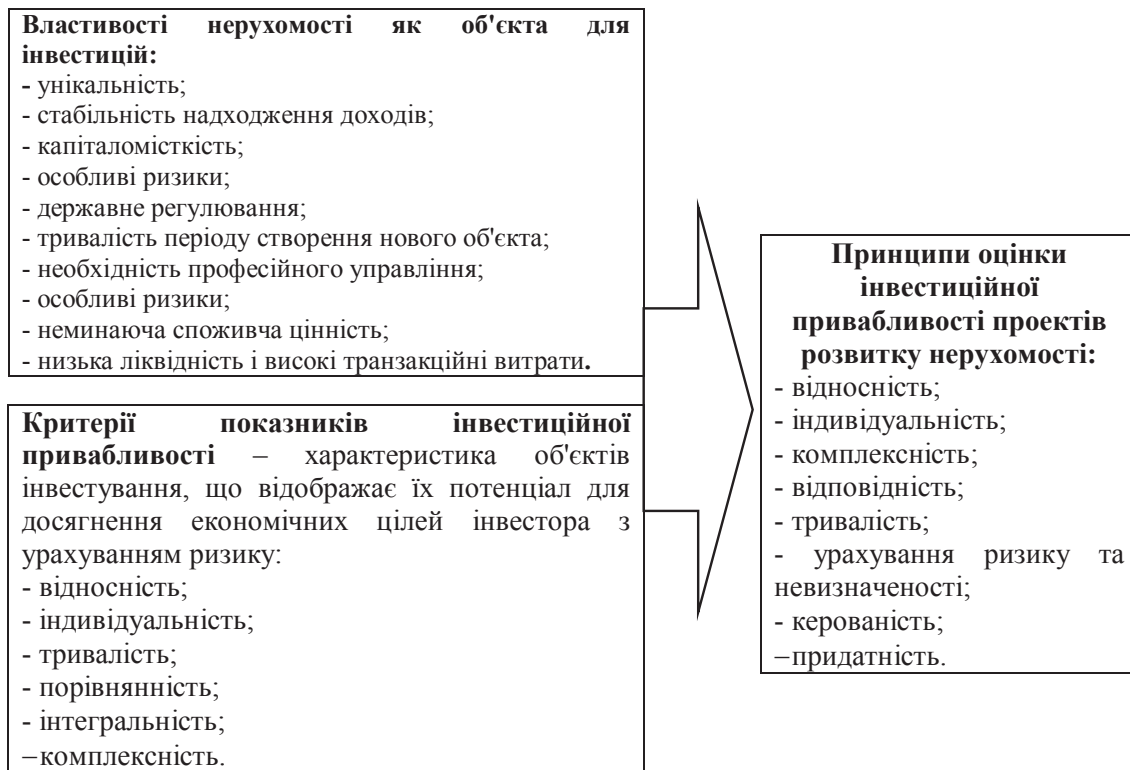 Властивості нерухомості як об'єкта для
інвестицій:
- унікальність;
- стабільність надходження доходів;
- капіталомісткість;
- особливі ризики;
- державне регулювання;
- тривалість періоду створення нового об'єкта;
- необхідність професійного управління;
- особливі ризики;
- неминаюча споживча цінність;
- низька ліквідність і високі транзакційні витрати.
Критерії показників інвестиційної
привабливості – характеристика об'єктів
інвестування, що відображає їх потенціал для
досягнення економічних цілей інвестора з
урахуванням ризику:
- відносність;
- індивідуальність;
- тривалість;
- порівнянність;
- інтегральність;
–комплексність.
Принципи оцінки
інвестиційної
привабливості проектів
розвитку нерухомості:
- відносність;
- індивідуальність;
- комплексність;
- відповідність;
- тривалість;
- урахування ризику та
невизначеності;
- керованість;
–придатність.